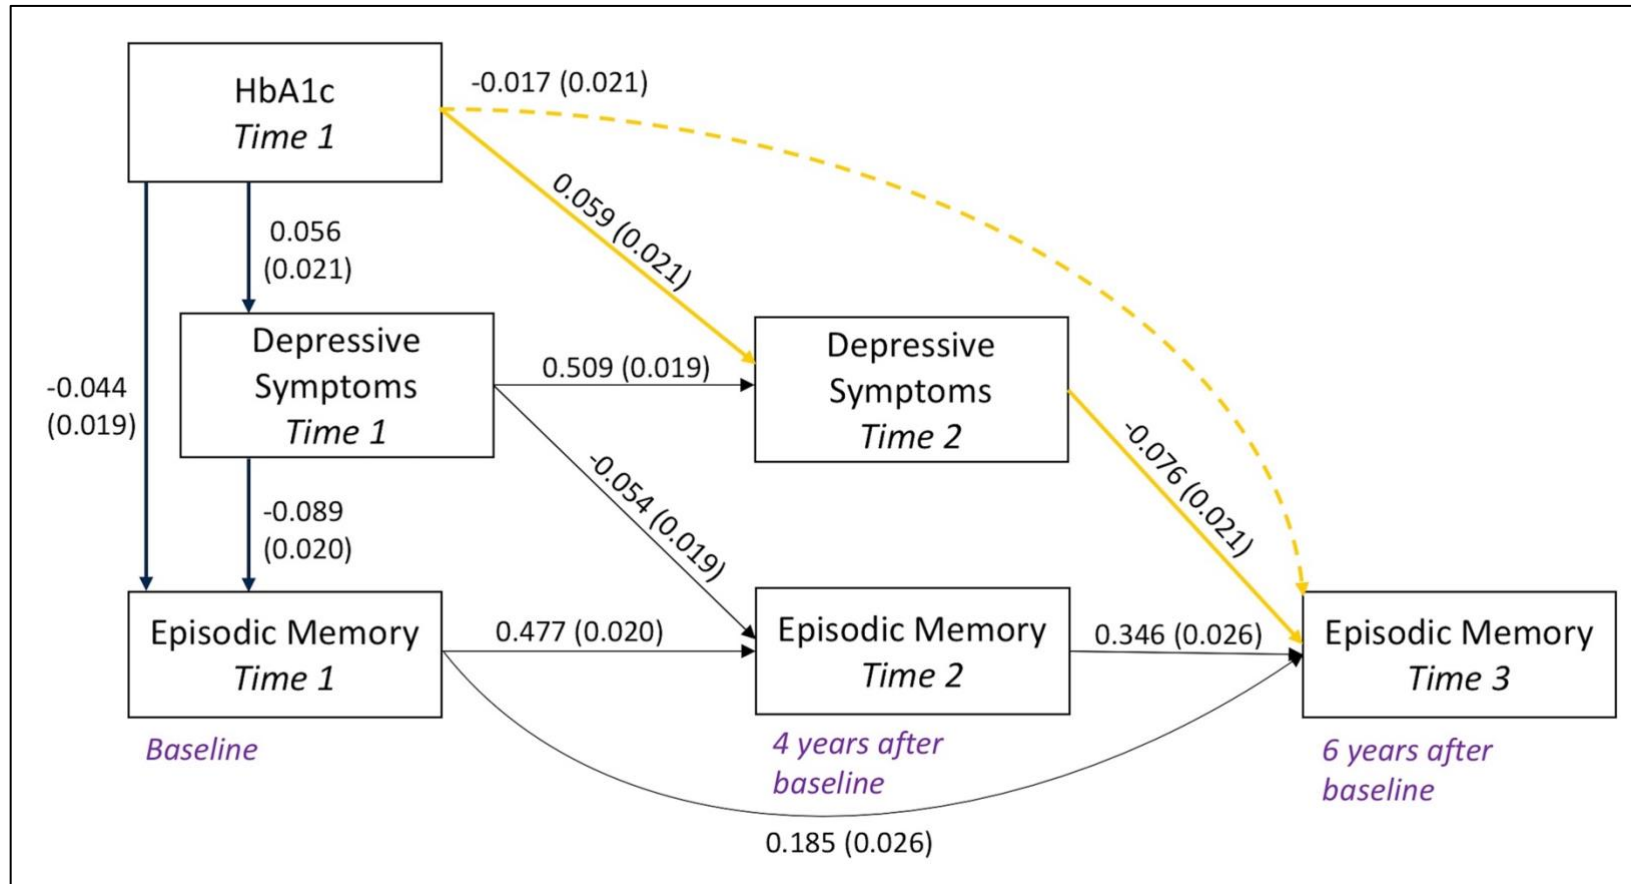 HbA1c
Time 1
-0.017 (0.021)
0.059 (0.021)
0.056
(0.021)
-0.044
(0.019)
Depressive
Symptoms
Time 1
0.509 (0.019)
Depressive
Symptoms
Time 2
-0.054 (0.019)
-0.076 (0.021)
-0.089
(0.020)
Episodic Memory
Time 1
0.477 (0.020)
Episodic Memory
Time 2
0.346 (0.026)
Episodic Memory
Time 3
Baseline
4 years after
baseline
6 years after
baseline
0.185 (0.026)